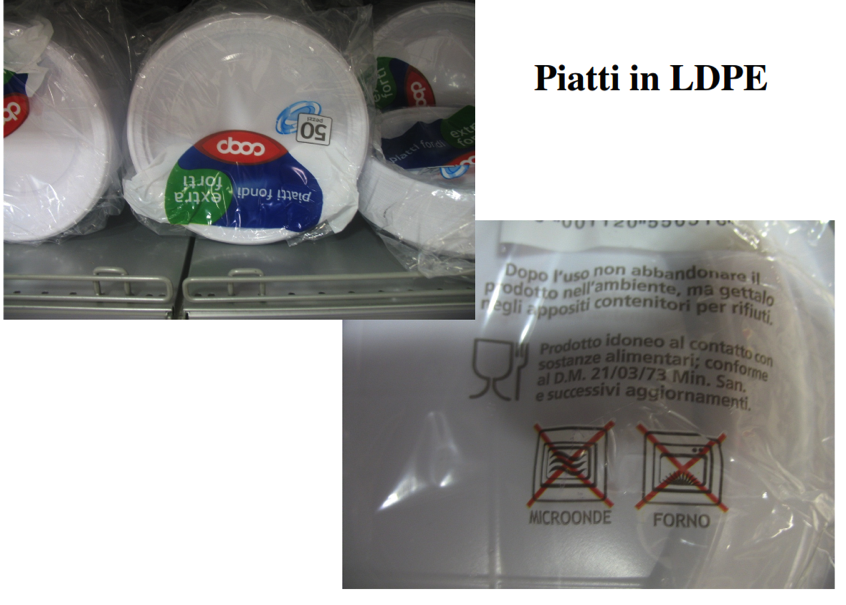 Piatti in LDPE
50
pezzi
coop
extra
forti
piatti fondi
forti
coop
extra
piatti fondi
coop
Dopo l'uso non abbandonare il
prodotto nell'ambiente, ma gettalo
negli appositi contenitori per rifiuti.
Prodotto idoneo al contatto con
sostanze alimentari; conforme
al D.M. 21/03/73 Min. San.
e successivi aggiornamenti.
MICROONDE
FORNO